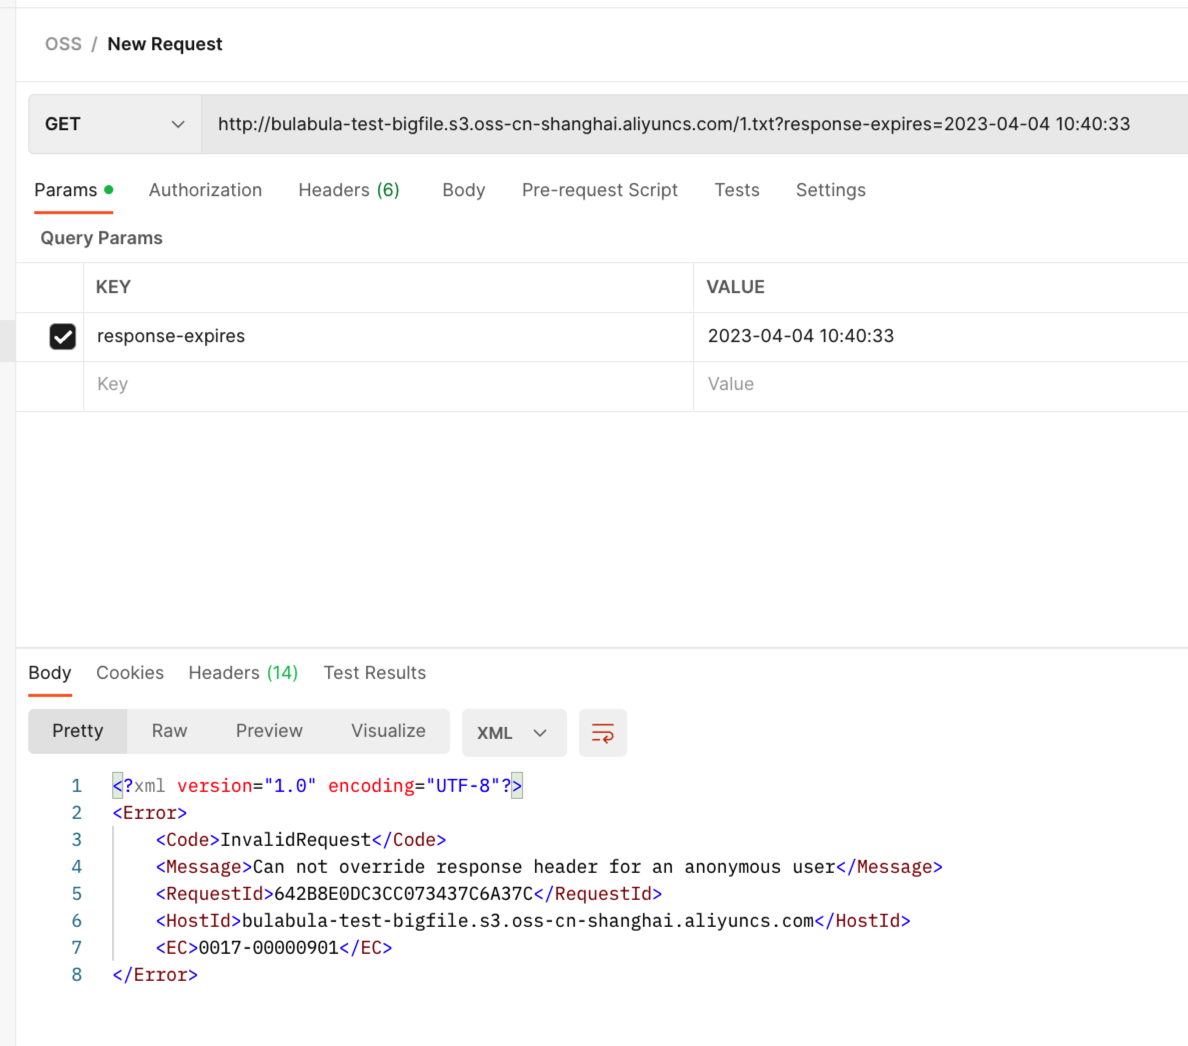 OSS / New Request
GET http://bulabula-test-bigfile.s3.oss-cn-shanghai.aliyuncs.com/1.txt?response-expires=2023-04-04 10:40:33
Params Authorization Headers (6) Body Pre-request Script Tests Settings
Query Params
KEY VALUE
response-expires 2023-04-04 10:40:33
Key Value
Body Cookies Headers (14) Test Results
Pretty Raw Preview Visualize XML
1 <?xml version="1.0" encoding="UTF-8"?>
2 <Error>
3 <Code>InvalidRequest</Code>
4 <Message>Can not override response header for an anonymous user</Message>
5 <RequestId>642B8E0DC3CC073437C6A37C</RequestId>
6 <HostId>bulabula-test-bigfile.s3.oss-cn-shanghai.aliyuncs.com</HostId>
7 <EC>0017-00000901</EC>
8 </Error>